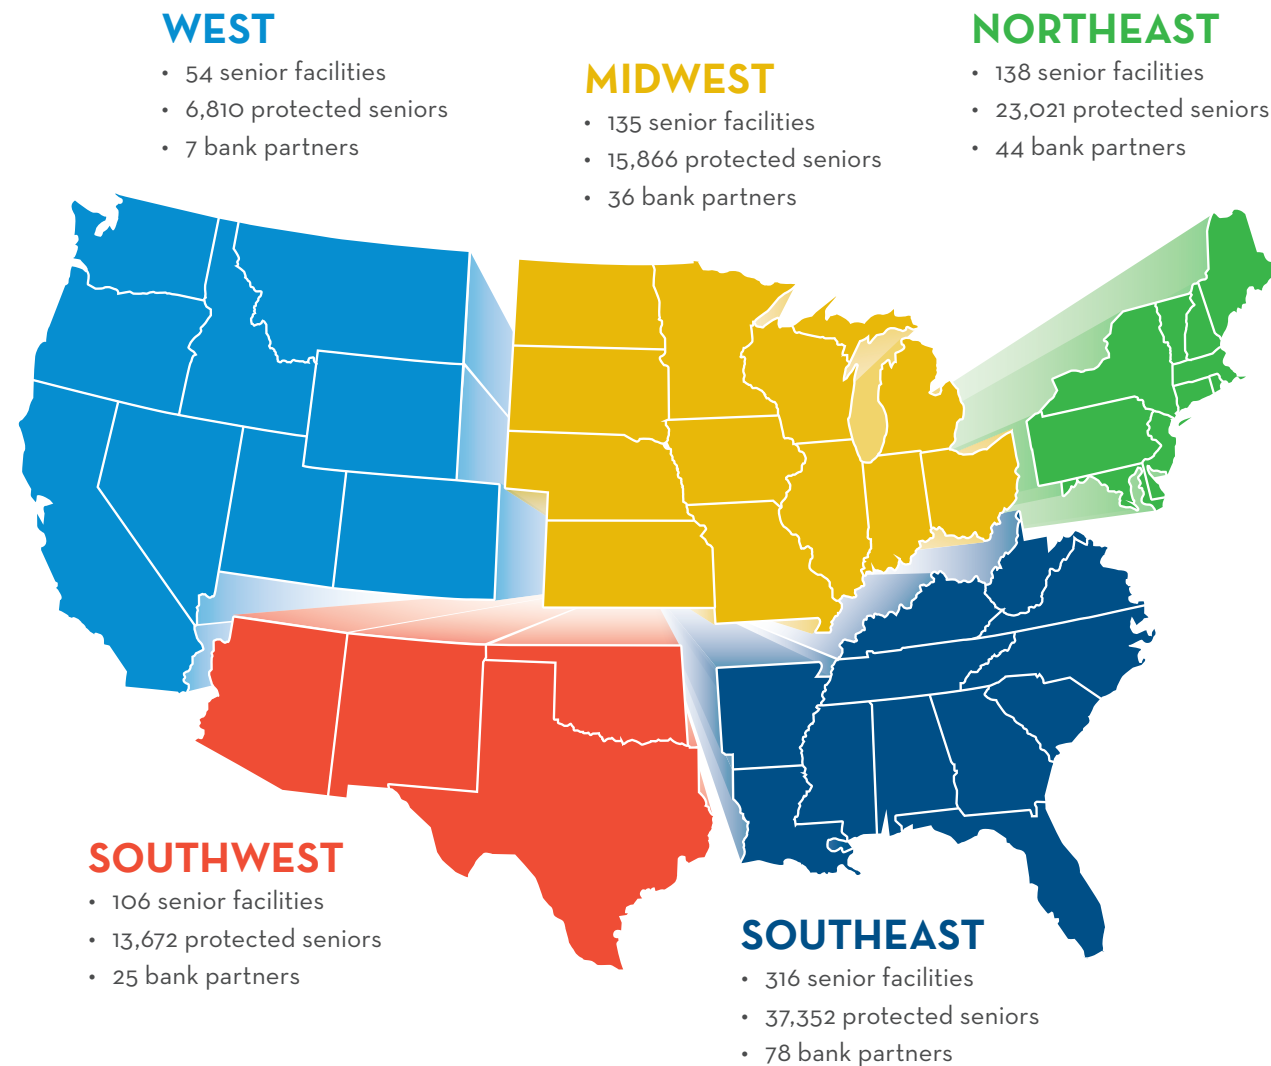 WEST
• 54 senior facilities
• 6,810 protected seniors
• 7 bank partners
MIDWEST
• 135 senior facilities
• 15,866 protected seniors
• 36 bank partners
NORTHEAST
• 138 senior facilities
• 23,021 protected seniors
• 44 bank partners
SOUTHWEST
• 106 senior facilities
• 13,672 protected seniors
• 25 bank partners
SOUTHEAST
• 316 senior facilities
• 37,352 protected seniors
• 78 bank partners